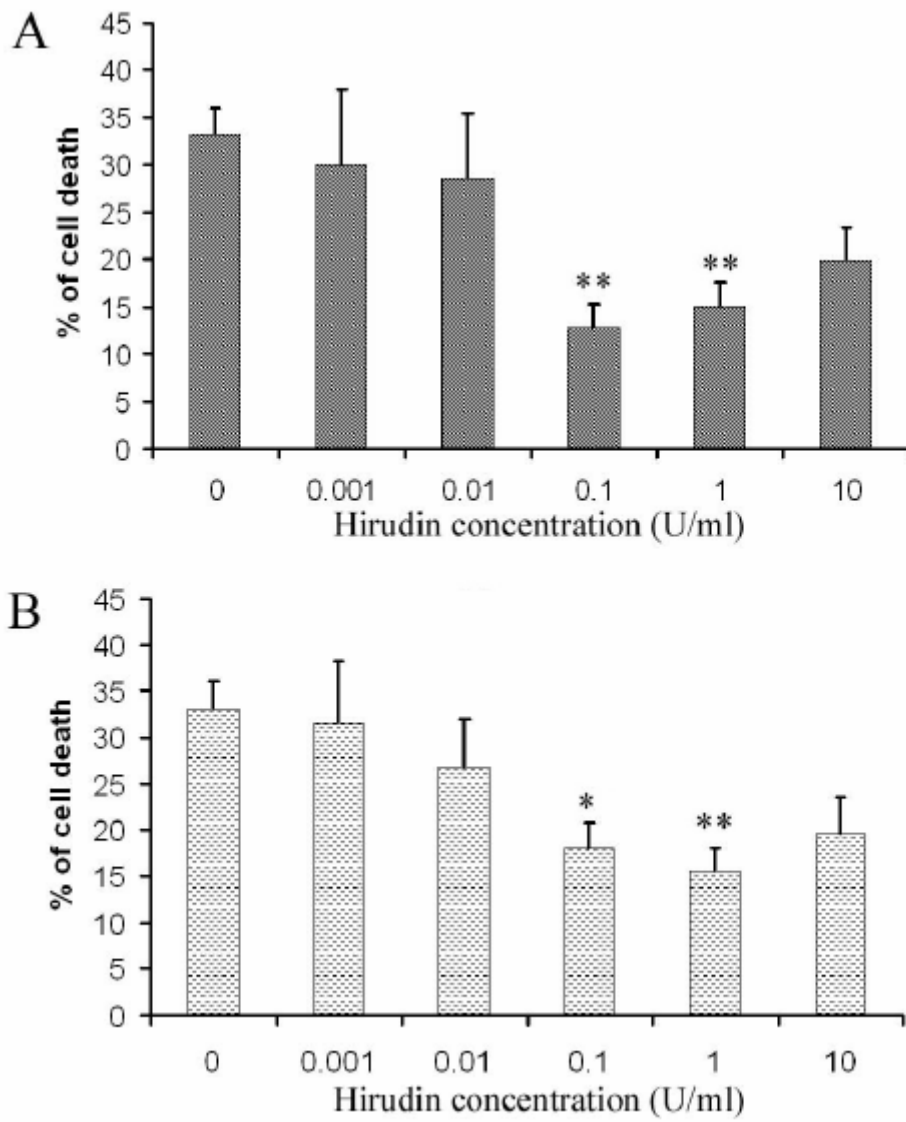 A
45
40
35
30
25
20
15
10
5
0
% of cell death
** **
0 0.001 0.01 0.1 1 10
Hirudin concentration (U/ml)
B
45
40
35
30
25
20
15
10
5
0
% of cell death
* **
0 0.001 0.01 0.1 1 10
Hirudin concentration (U/ml)